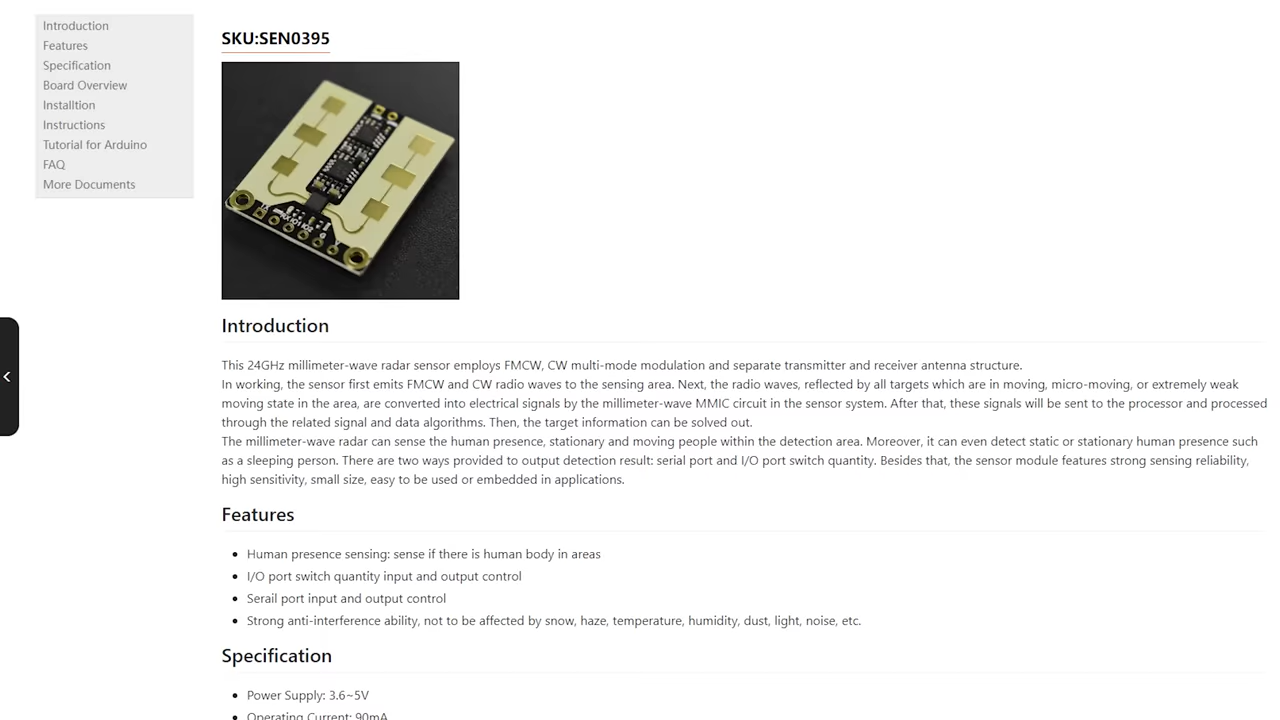 Introduction
Features
Specification
Board Overview
Installtion
Instructions
Tutorial for Arduino
FAQ
More Documents
SKU:SEN0395
Introduction
This 24GHz millimeter-wave radar sensor employs FMCW, CW multi-mode modulation and separate transmitter and receiver antenna structure.
In working, the sensor first emits FMCW and CW radio waves to the sensing area. Next, the radio waves, reflected by all targets which are in moving, micro-moving, or extremely weak
moving state in the area, are converted into electrical signals by the millimeter-wave MMIC circuit in the sensor system. After that, these signals will be sent to the processor and processed
through the related signal and data algorithms. Then, the target information can be solved out.
The millimeter-wave radar can sense the human presence, stationary and moving people within the detection area. Moreover, it can even detect static or stationary human presence such
as a sleeping person. There are two ways provided to output detection result: serial port and I/O port switch quantity. Besides that, the sensor module features strong sensing reliability,
high sensitivity, small size, easy to be used or embedded in applications.
Features
Human presence sensing: sense if there is human body in areas
I/O port switch quantity input and output control
Serail port input and output control
Strong anti-interference ability, not to be affected by snow, haze, temperature, humidity, dust, light, noise, etc.
Specification
Power Supply: 3.6~5V
Operating Current: 90mA